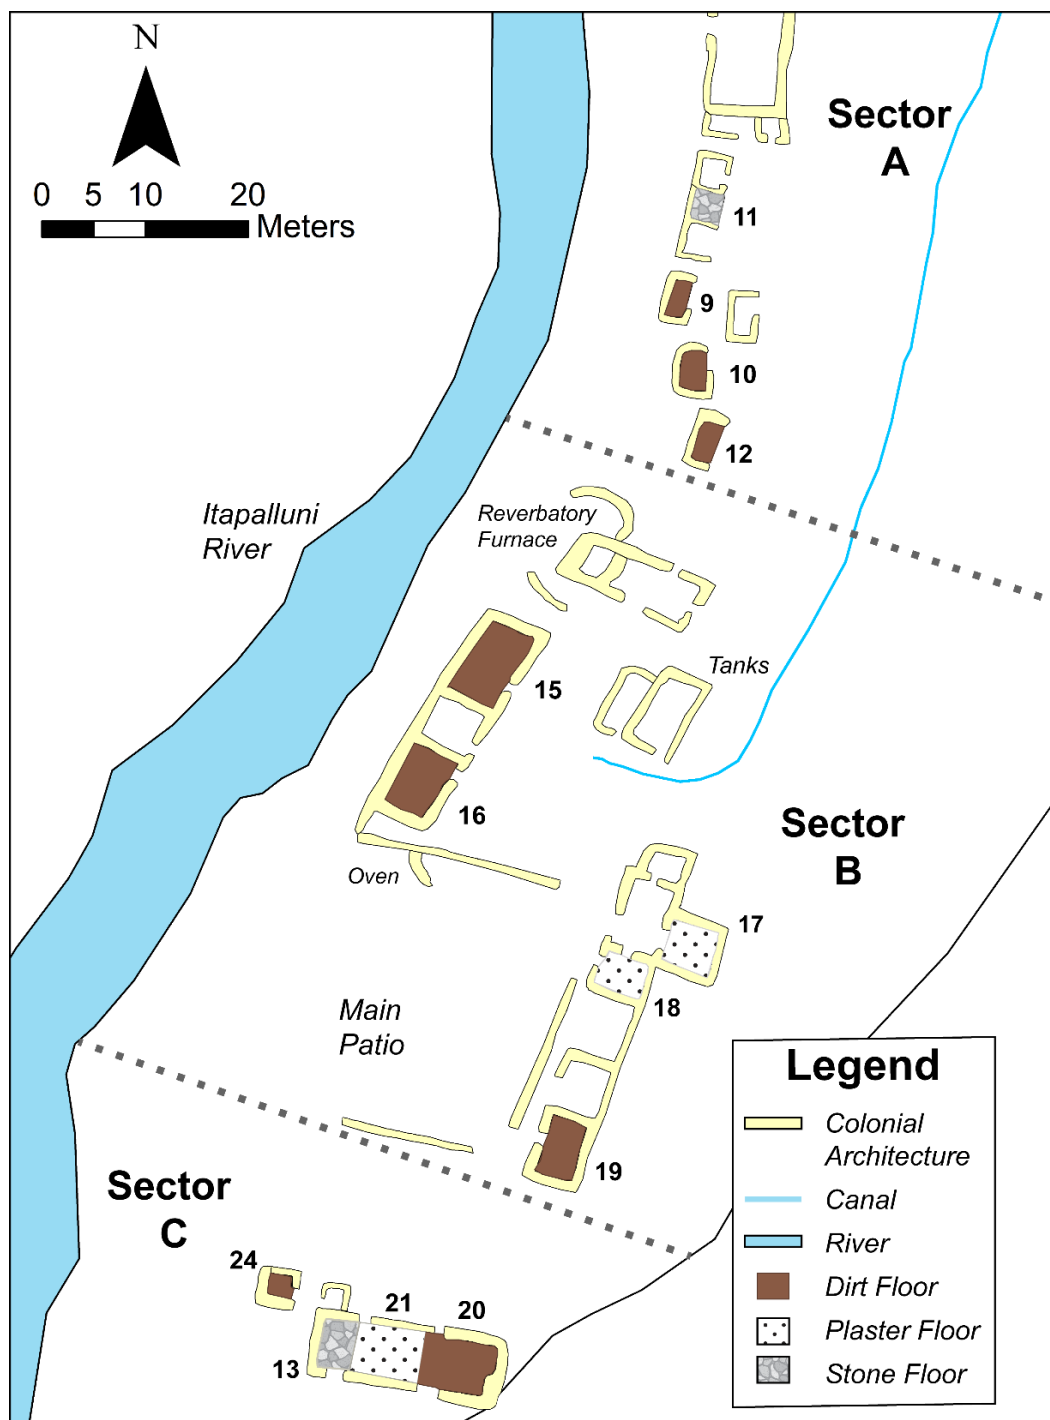 N
0 5 10 20
Meters
Sector
A
11
9
10
12
Itapalluni
River
Reverbatory
Furnace
15
Tanks
16
Sector
B
Oven
17
Main
Patio
18
19
Sector
C
24
21
20
13
Legend
Colonial
Architecture
Canal
River
Dirt Floor
Plaster Floor
Stone Floor